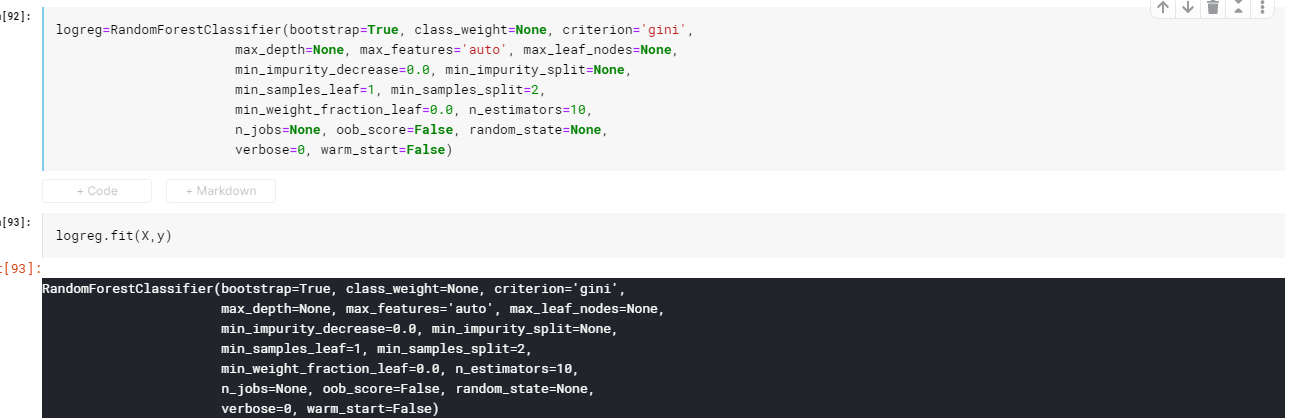 [92]:
logreg=RandomForestClassifier(bootstrap=True, class_weight=None, criterion='gini',
max_depth=None, max_features='auto', max_leaf_nodes=None,
min_impurity_decrease=0.0, min_impurity_split=None,
min_samples_leaf=1, min_samples_split=2,
min_weight_fraction_leaf=0.0, n_estimators=10,
n_jobs=None, oob_score=False, random_state=None,
verbose=0, warm_start=False)
+ Code + Markdown
[93]:
logreg.fit(X,y)
t[93]:
RandomForestClassifier(bootstrap=True, class_weight=None, criterion='gini',
max_depth=None, max_features='auto', max_leaf_nodes=None,
min_impurity_decrease=0.0, min_impurity_split=None,
min_samples_leaf=1, min_samples_split=2,
min_weight_fraction_leaf=0.0, n_estimators=10,
n_jobs=None, oob_score=False, random_state=None,
verbose=0, warm_start=False)